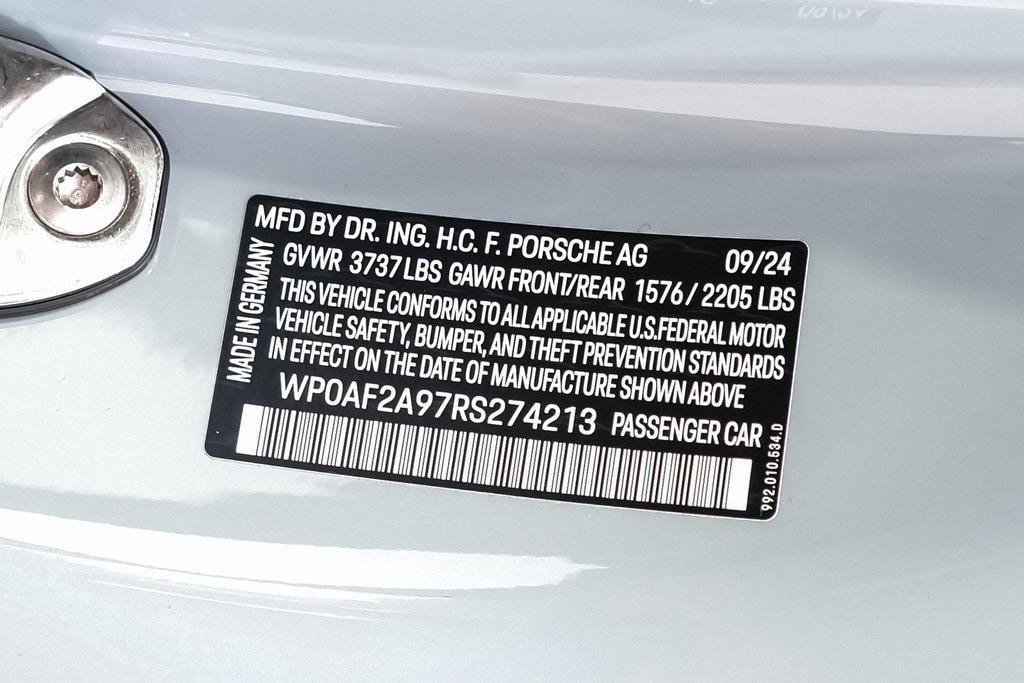 MFD BY DR. ING. H.C. F. PORSCHE AG 09/24
GVWR 3737 LBS GAWR FRONT/REAR 1576 / 2205 LBS
THIS VEHICLE CONFORMS TO ALL APPLICABLE U.S. FEDERAL MOTOR
VEHICLE SAFETY, BUMPER, AND THEFT PREVENTION STANDARDS
IN EFFECT ON THE DATE OF MANUFACTURE SHOWN ABOVE
WP0AF2A97RS274213 PASSENGER CAR
MADE IN GERMANY
992.010.534.D